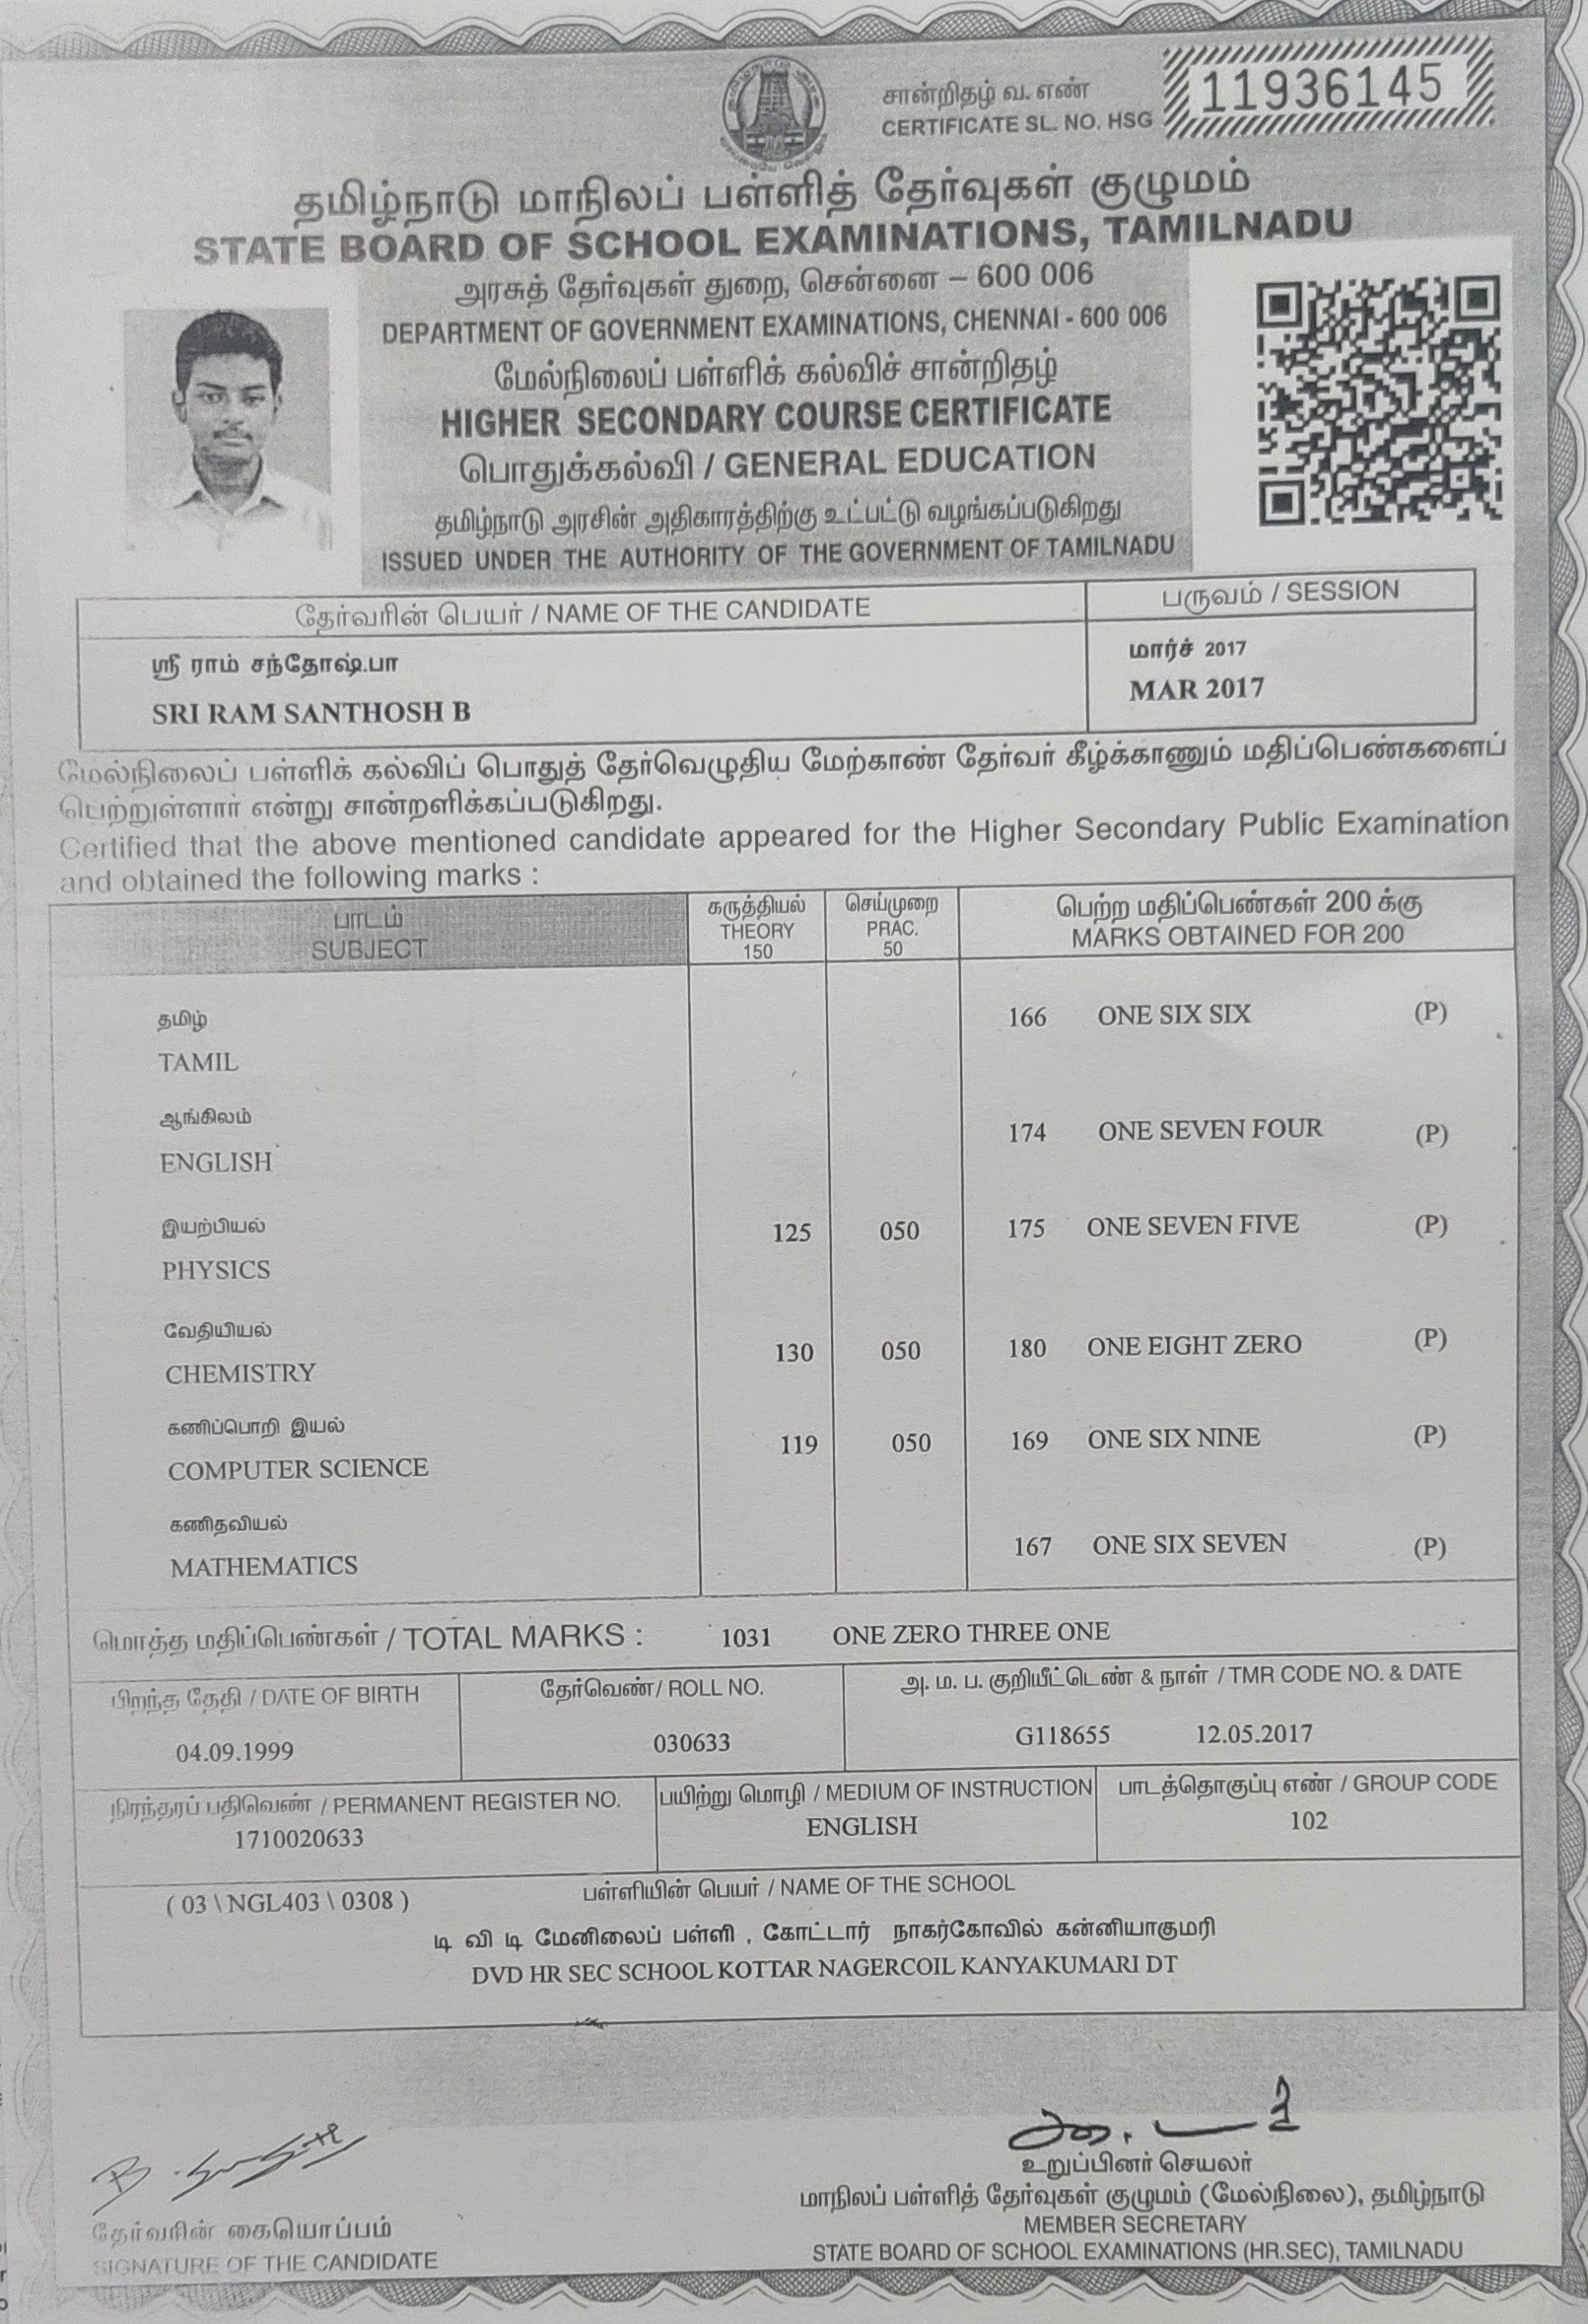 சான்றிதழ் வ. எண்
CERTIFICATE SL. NO. HSG
11936145
தமிழ்நாடு மாநிலப் பள்ளித் தேர்வுகள் குழுமம்
STATE BOARD OF SCHOOL EXAMINATIONS, TAMILNADU
அரசுத் தேர்வுகள் துறை, சென்னை – 600 006
DEPARTMENT OF GOVERNMENT EXAMINATIONS, CHENNAI - 600 006
மேல்நிலைப் பள்ளிக் கல்விச் சான்றிதழ்
HIGHER SECONDARY COURSE CERTIFICATE
பொதுக்கல்வி / GENERAL EDUCATION
தமிழ்நாடு அரசின் அதிகாரத்திற்கு உட்பட்டு வழங்கப்படுகிறது
ISSUED UNDER THE AUTHORITY OF THE GOVERNMENT OF TAMILNADU
தேர்வரின் பெயர் / NAME OF THE CANDIDATE
பருவம் / SESSION
ஸ்ரீ ராம் சந்தோஷ்.பா
SRI RAM SANTHOSH B
மார்ச் 2017
MAR 2017
மேல்நிலைப் பள்ளிக் கல்விப் பொதுத் தேர்வெழுதிய மேற்காண் தேர்வர் கீழ்க்காணும் மதிப்பெண்களைப்
பெற்றுள்ளார் என்று சான்றளிக்கப்படுகிறது.
Certified that the above mentioned candidate appeared for the Higher Secondary Public Examination
and obtained the following marks :
பாடம்
SUBJECT
கருத்தியல்
THEORY
150
செய்முறை
PRAC.
50
பெற்ற மதிப்பெண்கள் 200 க்கு
MARKS OBTAINED FOR 200
தமிழ்
TAMIL
166 ONE SIX SIX (P)
ஆங்கிலம்
ENGLISH
174 ONE SEVEN FOUR (P)
இயற்பியல்
PHYSICS
125 050 175 ONE SEVEN FIVE (P)
வேதியியல்
CHEMISTRY
130 050 180 ONE EIGHT ZERO (P)
கணிப்பொறி இயல்
COMPUTER SCIENCE
119 050 169 ONE SIX NINE (P)
கணிதவியல்
MATHEMATICS
167 ONE SIX SEVEN (P)
மொத்த மதிப்பெண்கள் / TOTAL MARKS : 1031 ONE ZERO THREE ONE
பிறந்த தேதி / DATE OF BIRTH
தேர்வெண்/ ROLL NO.
அ. ம. ப. குறியீட்டெண் & நாள் / TMR CODE NO. & DATE
04.09.1999
030633
G118655 12.05.2017
நிரந்தரப் பதிவெண் / PERMANENT REGISTER NO.
பயிற்று மொழி / MEDIUM OF INSTRUCTION
பாடத்தொகுப்பு எண் / GROUP CODE
1710020633
ENGLISH
102
( 03 \ NGL403 \ 0308 )
பள்ளியின் பெயர் / NAME OF THE SCHOOL
டி வி டி மேனிலைப் பள்ளி , கோட்டார் நாகர்கோவில் கன்னியாகுமரி
DVD HR SEC SCHOOL KOTTAR NAGERCOIL KANYAKUMARI DT
தேர்வரின் கையொப்பம்
SIGNATURE OF THE CANDIDATE
உறுப்பினர் செயலர்
மாநிலப் பள்ளித் தேர்வுகள் குழுமம் (மேல்நிலை), தமிழ்நாடு
MEMBER SECRETARY
STATE BOARD OF SCHOOL EXAMINATIONS (HR.SEC), TAMILNADU